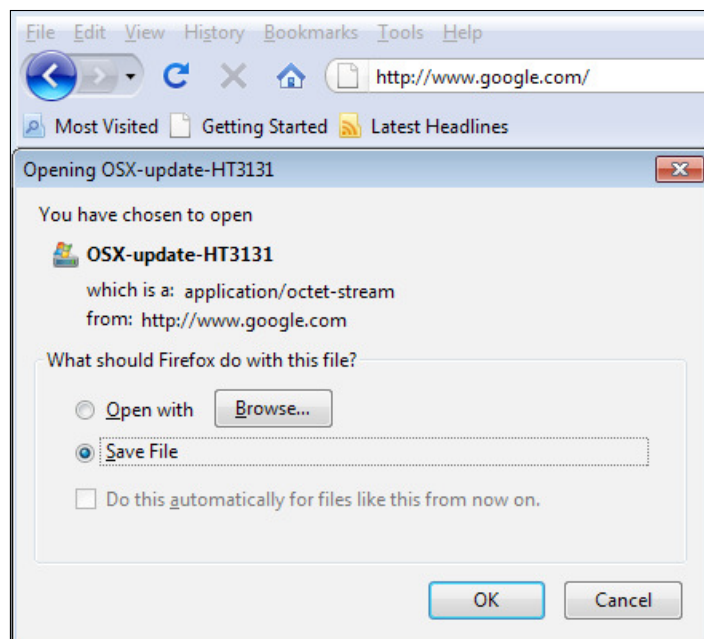 File Edit View History Bookmarks Tools Help
http://www.google.com/
Most Visited Getting Started Latest Headlines
Opening OSX-update-HT3131
You have chosen to open
OSX-update-HT3131
which is a: application/octet-stream
from: http://www.google.com
What should Firefox do with this file?
Open with Browse...
Save File
Do this automatically for files like this from now on.
OK Cancel